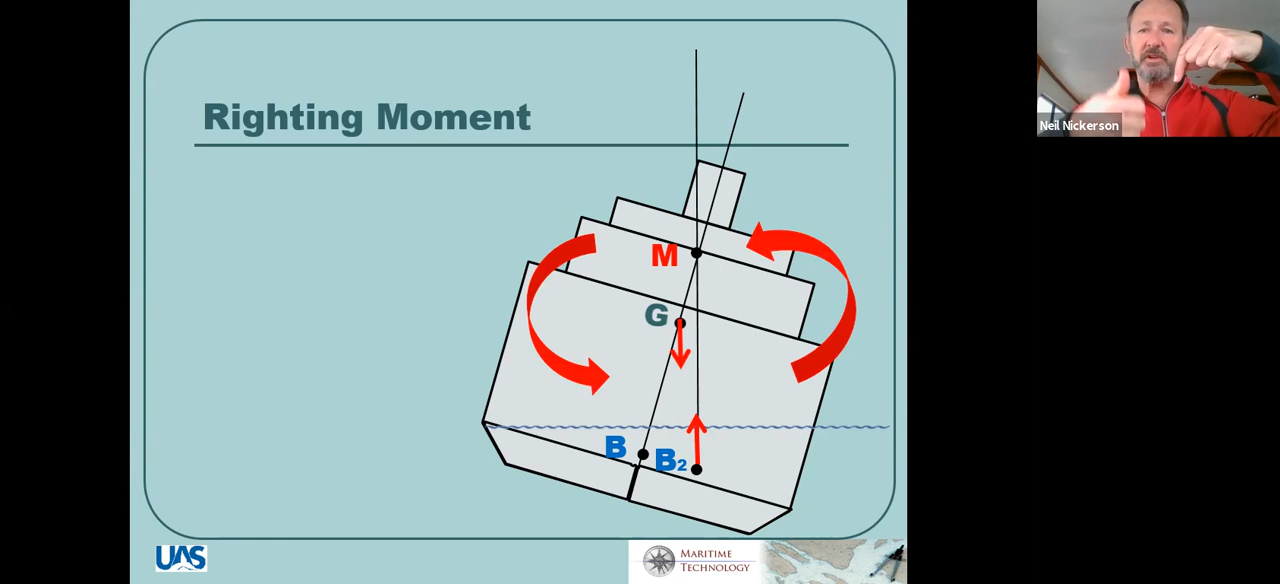 Righting Moment
Neil Nickerson
M
G
B
B2
UAS
MARITIME
TECHNOLOGY